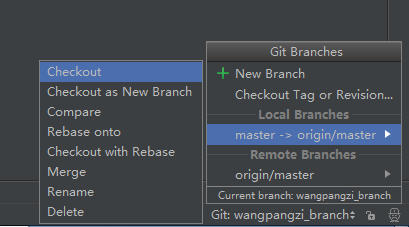 Git Branches
New Branch
Checkout Tag or Revision...
Local Branches
master -> origin/master
Remote Branches
origin/master
Current branch: wangpangzi_branch
Git: wangpangzi_branch
Checkout
Checkout as New Branch
Compare
Rebase onto
Checkout with Rebase
Merge
Rename
Delete